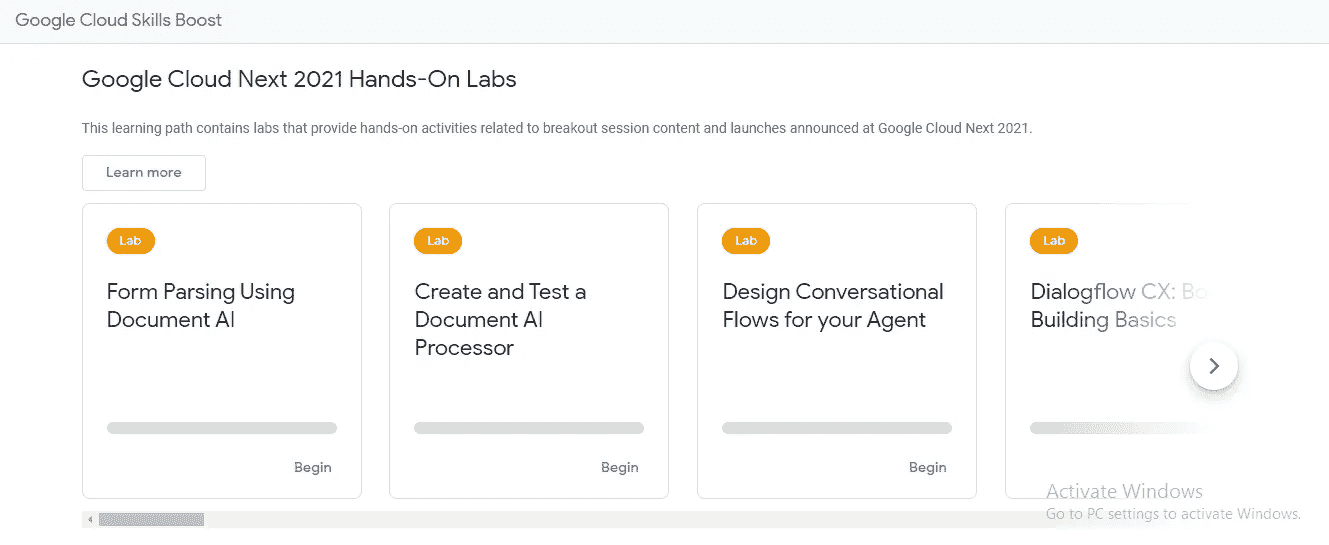 Google Cloud Skills Boost
Google Cloud Next 2021 Hands-On Labs
This learning path contains labs that provide hands-on activities related to breakout session content and launches announced at Google Cloud Next 2021.
Learn more
Lab
Form Parsing Using
Document AI
Begin
Lab
Create and Test a
Document AI
Processor
Begin
Lab
Design Conversational
Flows for your Agent
Begin
Lab
Dialogflow CX:
Building Basics
Activate Windows
Go to PC settings to activate Windows.